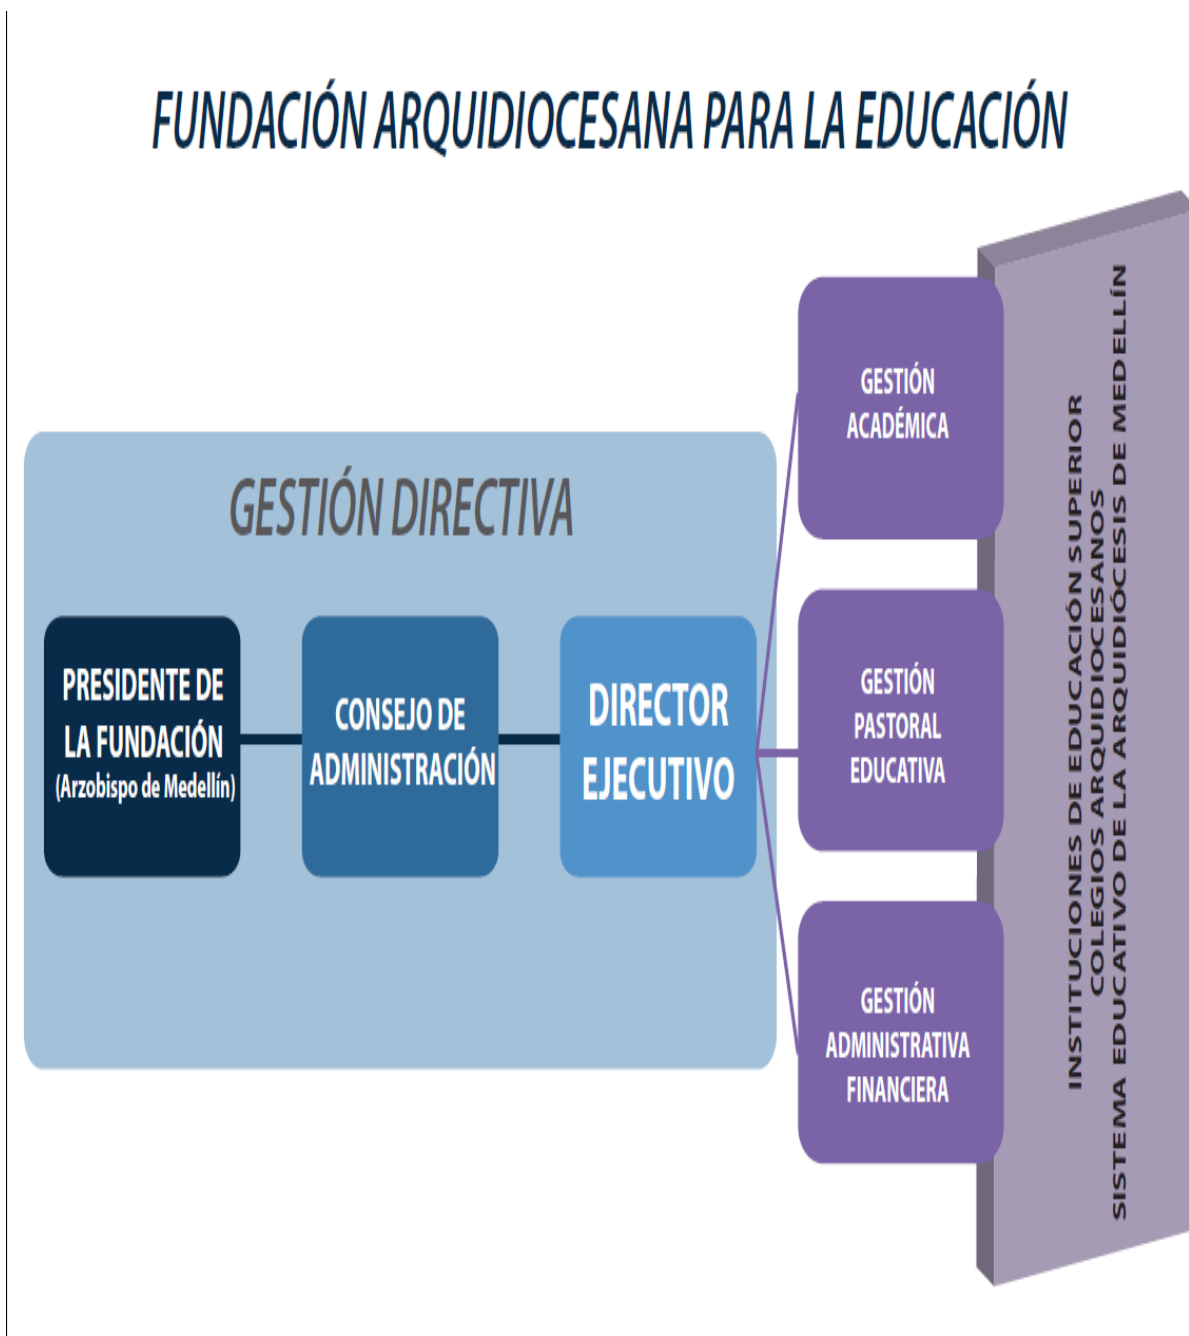 FUNDACIÓN ARQUIDIOCESANA PARA LA EDUCACIÓN
GESTIÓN DIRECTIVA
PRESIDENTE DE
LA FUNDACIÓN
(Arzobispo de Medellín)
CONSEJO DE
ADMINISTRACIÓN
DIRECTOR
EJECUTIVO
GESTIÓN
ACADÉMICA
GESTIÓN
PASTORAL
EDUCATIVA
GESTIÓN
ADMINISTRATIVA
FINANCIERA
INSTITUCIONES DE EDUCACIÓN SUPERIOR
COLEGIOS ARQUIDIOCESANOS
SISTEMA EDUCATIVO DE LA ARQUIDIÓCESIS DE MEDELLÍN